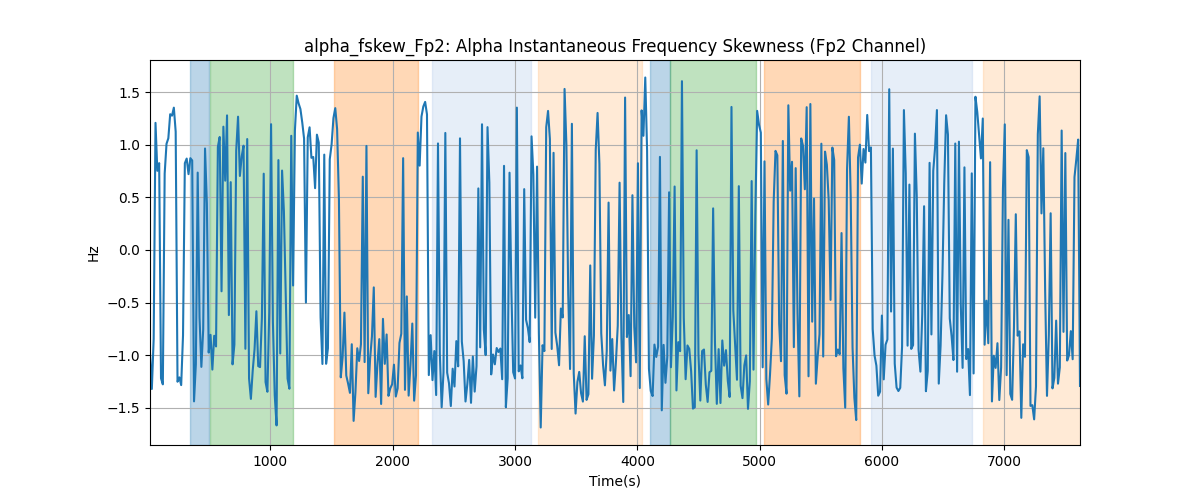 alpha_fskew_Fp2: Alpha Instantaneous Frequency Skewness (Fp2 Channel)
1.5
1.0
0.5
0.0
−0.5
−1.0
−1.5
Hz
1000 2000 3000 4000 5000 6000 7000
Time(s)